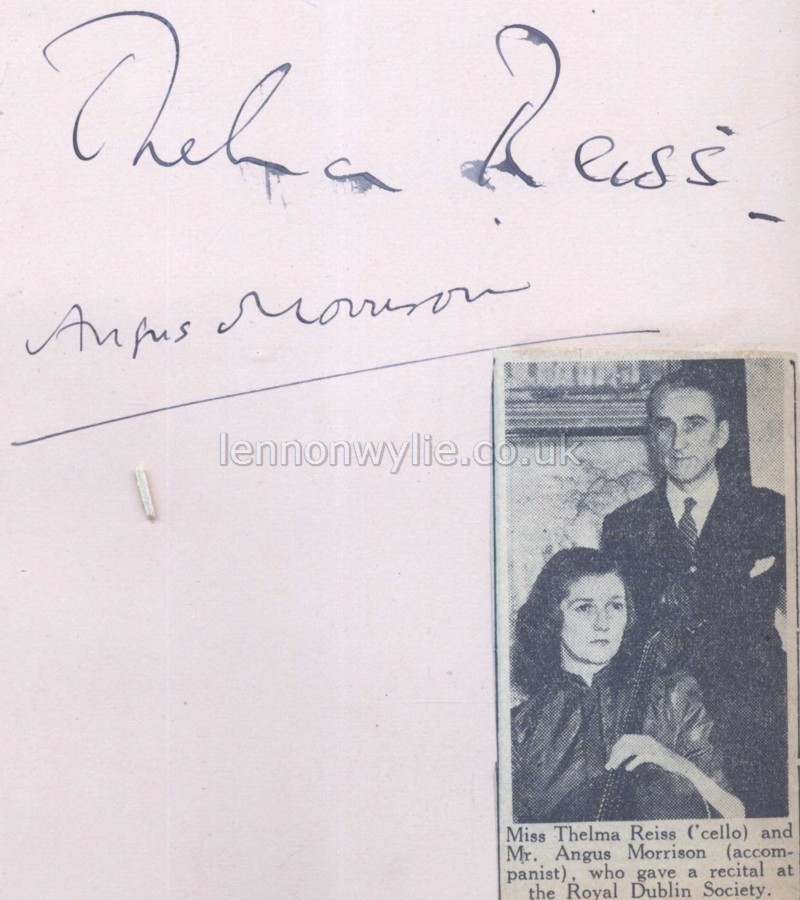 Thelma Reiss
Angus Morrison
lennonwylie.co.uk
Miss Thelma Reiss ('cello) and
Mr. Angus Morrison (accom-
panist), who gave a recital at
the Royal Dublin Society.